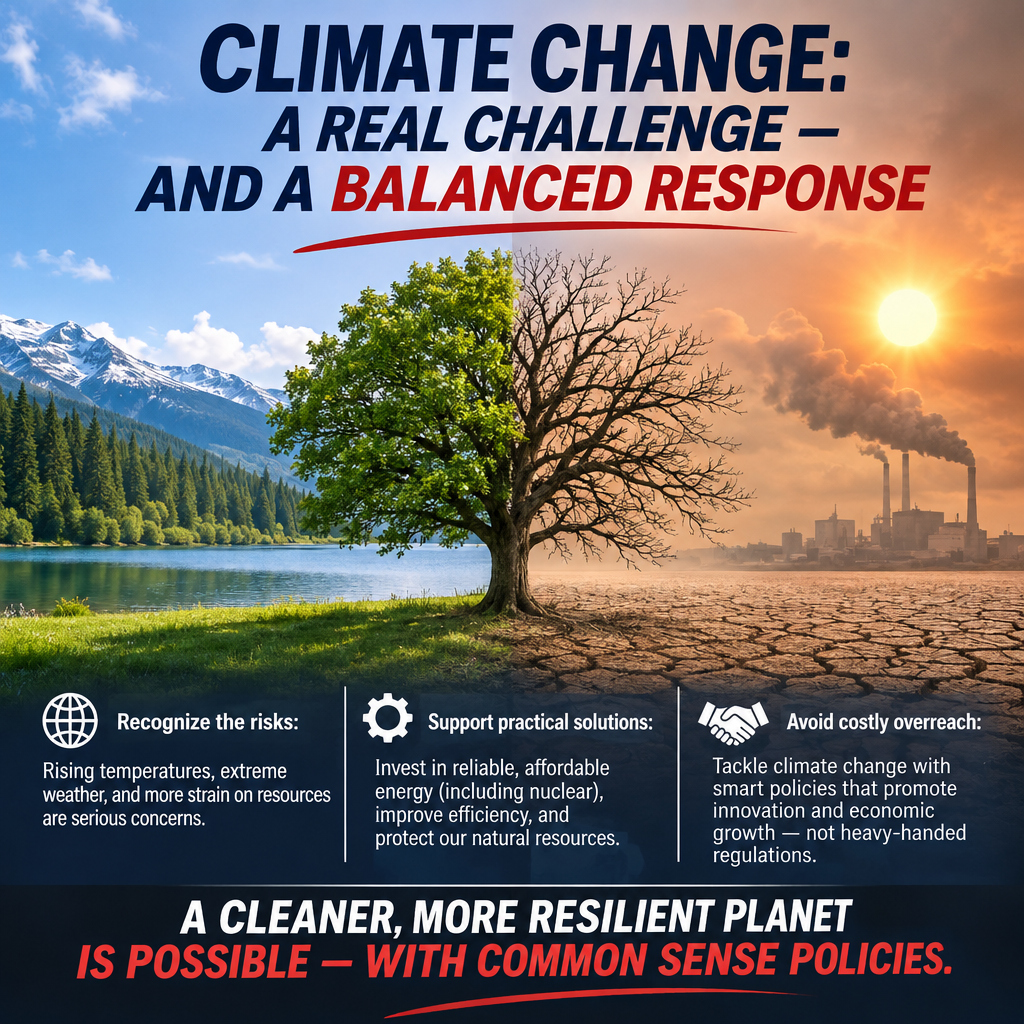 CLIMATE CHANGE:
A REAL CHALLENGE —
AND A BALANCED RESPONSE
Recognize the risks:
Rising temperatures, extreme
weather, and more strain on resources
are serious concerns.
Support practical solutions:
Invest in reliable, affordable
energy (including nuclear),
improve efficiency, and
protect our natural resources.
Avoid costly overreach:
Tackle climate change with
smart policies that promote
innovation and economic
growth — not heavy-handed
regulations.
A CLEANER, MORE RESILIENT PLANET
IS POSSIBLE — WITH COMMON SENSE POLICIES.